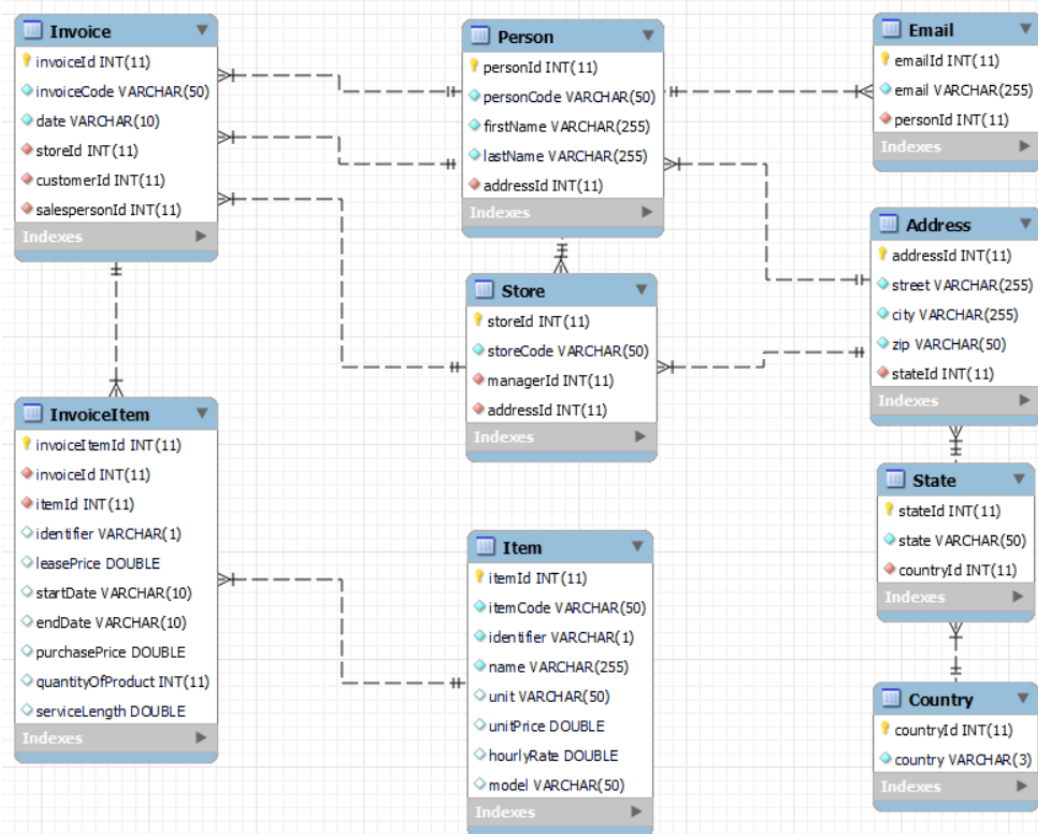 Invoice
invoiceId INT(11)
invoiceCode VARCHAR(50)
date VARCHAR(10)
storeId INT(11)
customerId INT(11)
salespersonId INT(11)
Indexes
Person
personId INT(11)
personCode VARCHAR(50)
firstName VARCHAR(255)
lastName VARCHAR(255)
addressId INT(11)
Indexes
Email
emailId INT(11)
email VARCHAR(255)
personId INT(11)
Indexes
Address
addressId INT(11)
street VARCHAR(255)
city VARCHAR(255)
zip VARCHAR(50)
stateId INT(11)
Indexes
Store
storeId INT(11)
storeCode VARCHAR(50)
managerId INT(11)
addressId INT(11)
Indexes
InvoiceItem
invoiceItemId INT(11)
invoiceId INT(11)
itemId INT(11)
identifier VARCHAR(1)
leasePrice DOUBLE
startDate VARCHAR(10)
endDate VARCHAR(10)
purchasePrice DOUBLE
quantityOfProduct INT(11)
serviceLength DOUBLE
Indexes
Item
itemId INT(11)
itemCode VARCHAR(50)
identifier VARCHAR(1)
name VARCHAR(255)
unit VARCHAR(50)
unitPrice DOUBLE
hourlyRate DOUBLE
model VARCHAR(50)
Indexes
State
stateId INT(11)
state VARCHAR(50)
countryId INT(11)
Indexes
Country
countryId INT(11)
country VARCHAR(3)
Indexes